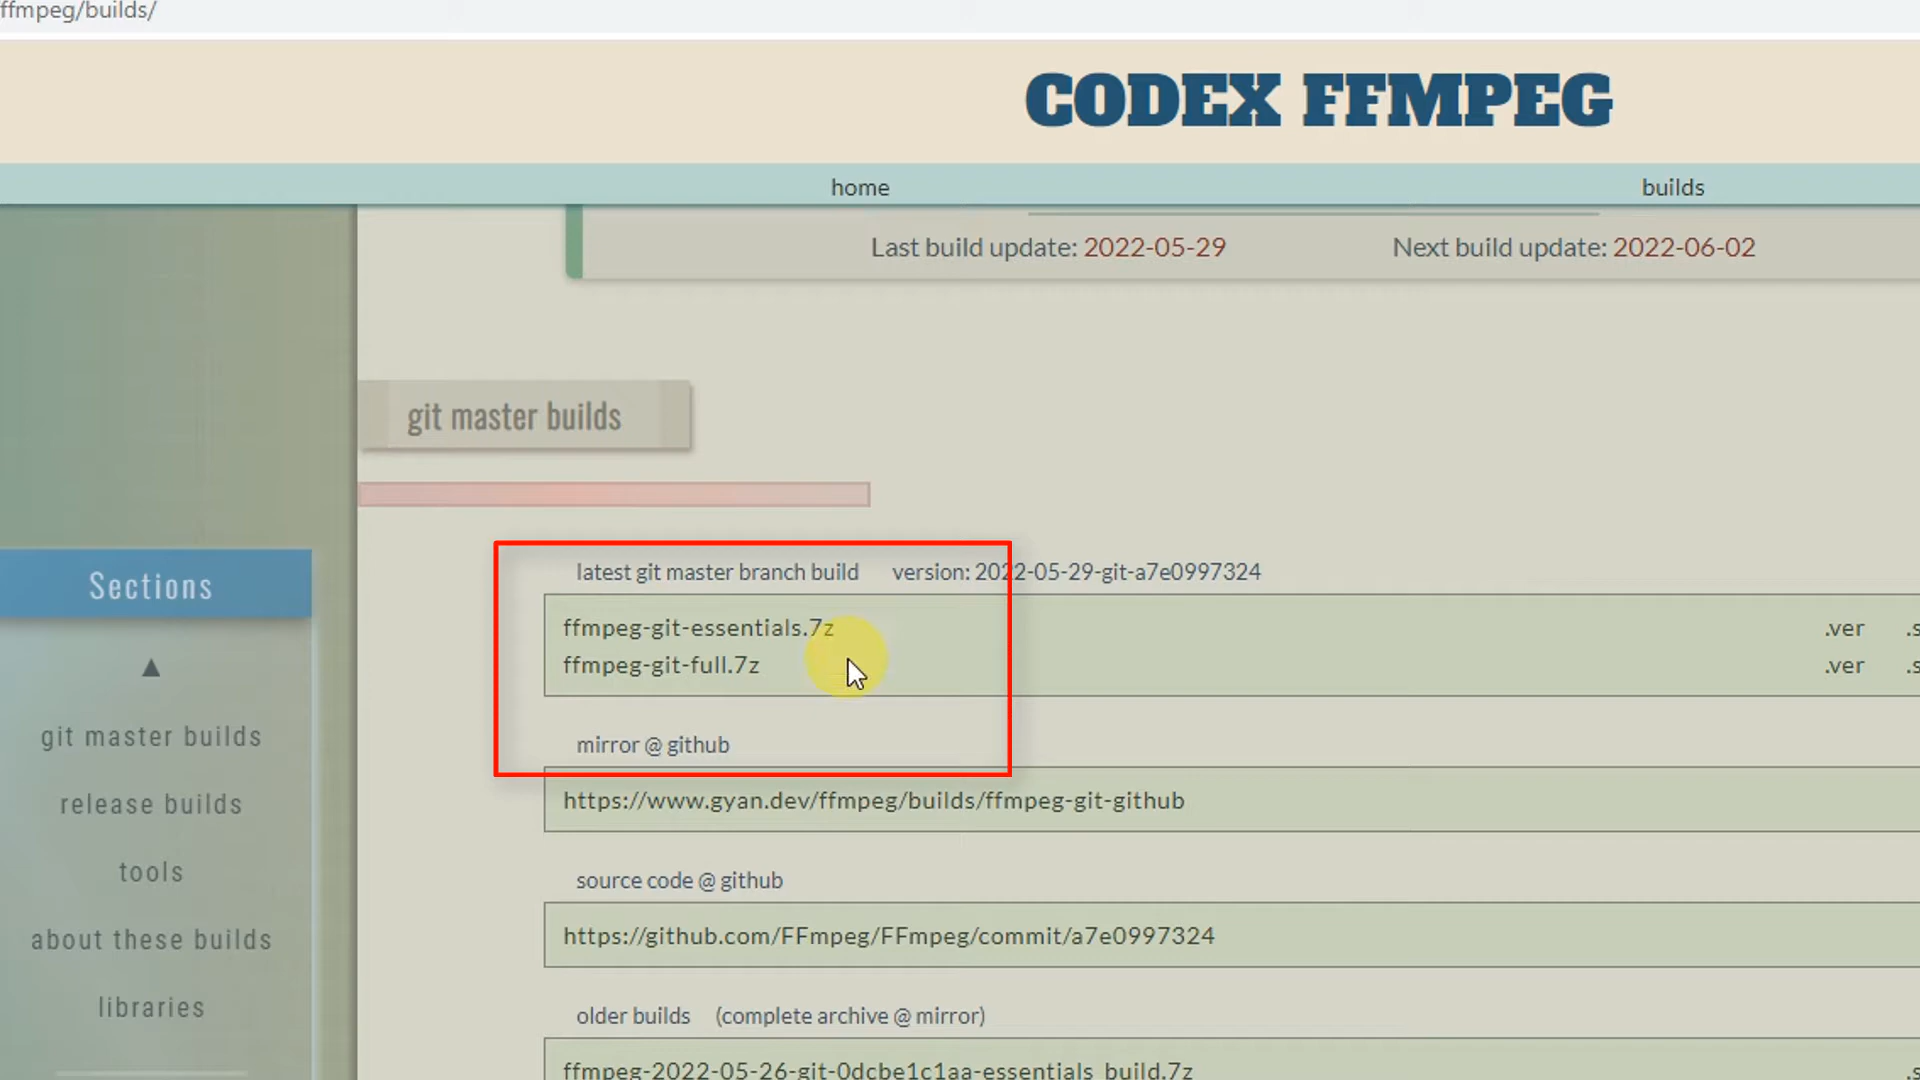 ffmpeg/builds/
CODEX FFMPEG
home builds
Last build update: 2022-05-29 Next build update: 2022-06-02
git master builds
latest git master branch build version: 2022-05-29-git-a7e0997324
ffmpeg-git-essentials.7z .ver .s
ffmpeg-git-full.7z .ver .s
mirror @ github
https://www.gyan.dev/ffmpeg/builds/ffmpeg-git-github
source code @ github
https://github.com/FFmpeg/FFmpeg/commit/a7e0997324
older builds (complete archive @ mirror)
ffmpeg-2022-05-26-git-0dcbe1c1aa-essentials_build.7z .s
Sections
▲
git master builds
release builds
tools
about these builds
libraries